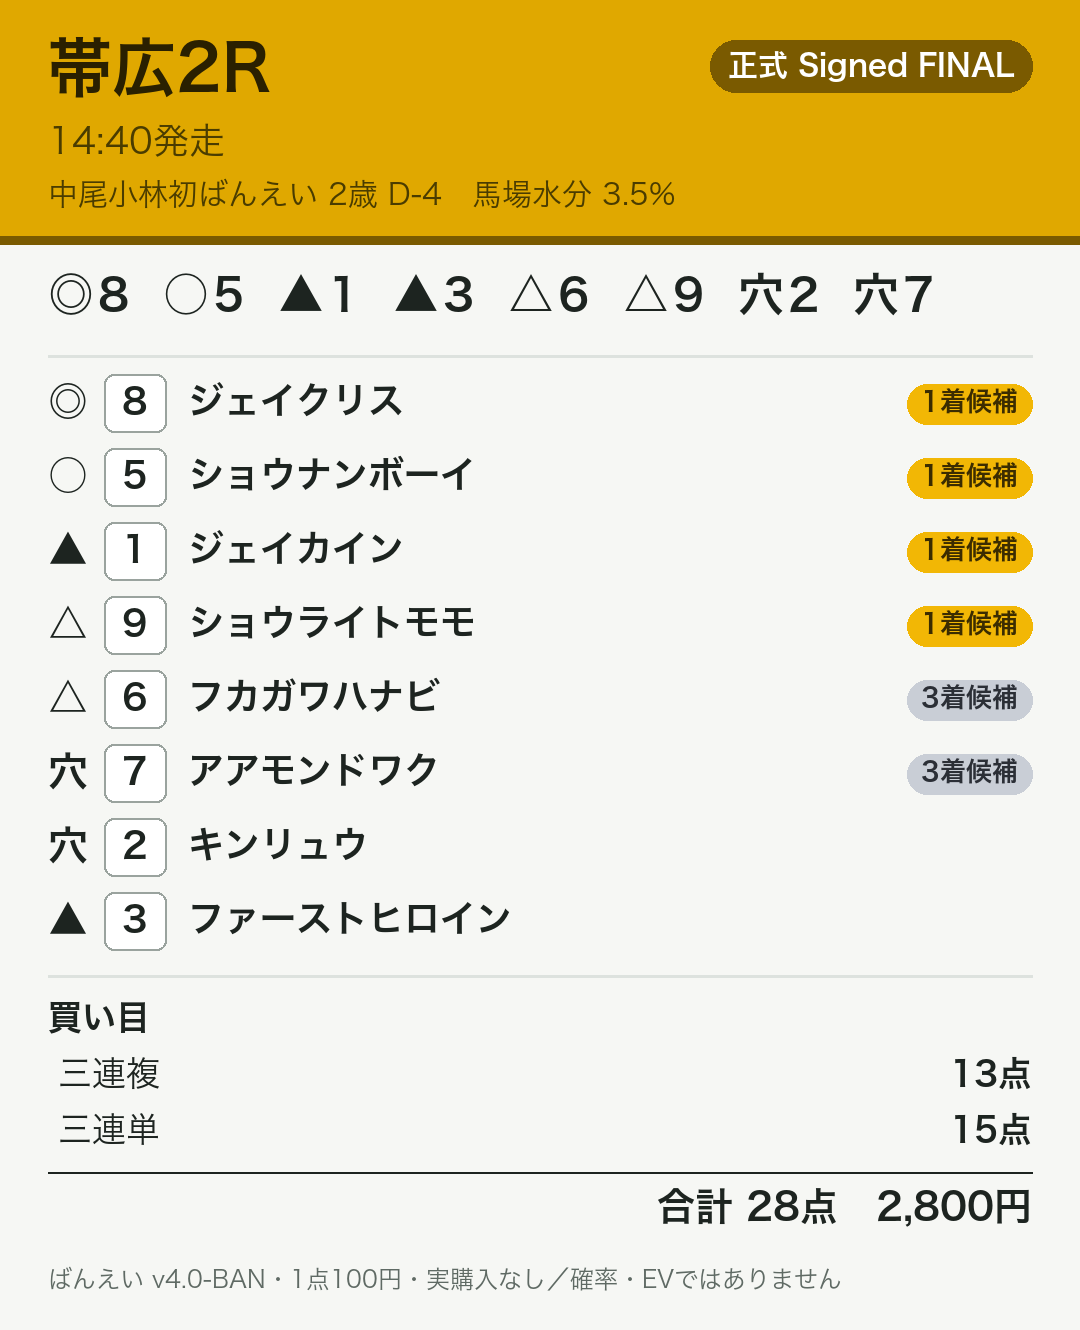 帯広2R
正式 Signed FINAL
14:40発走
中尾小林初ばんえい 2歳 D-4　馬場水分 3.5%
◎8 ○5 ▲1 ▲3 △6 △9 穴2 穴7
◎ 8 ジェイクリス 1着候補
○ 5 ショウナンボーイ 1着候補
▲ 1 ジェイカイン 1着候補
△ 9 ショウライトモモ 1着候補
△ 6 フカガワハナビ 3着候補
穴 7 アアモンドワク 3着候補
穴 2 キンリュウ
▲ 3 ファーストヒロイン
買い目
三連複 13点
三連単 15点
合計 28点　2,800円
ばんえい v4.0-BAN・1点100円・実購入なし／確率・EVではありません